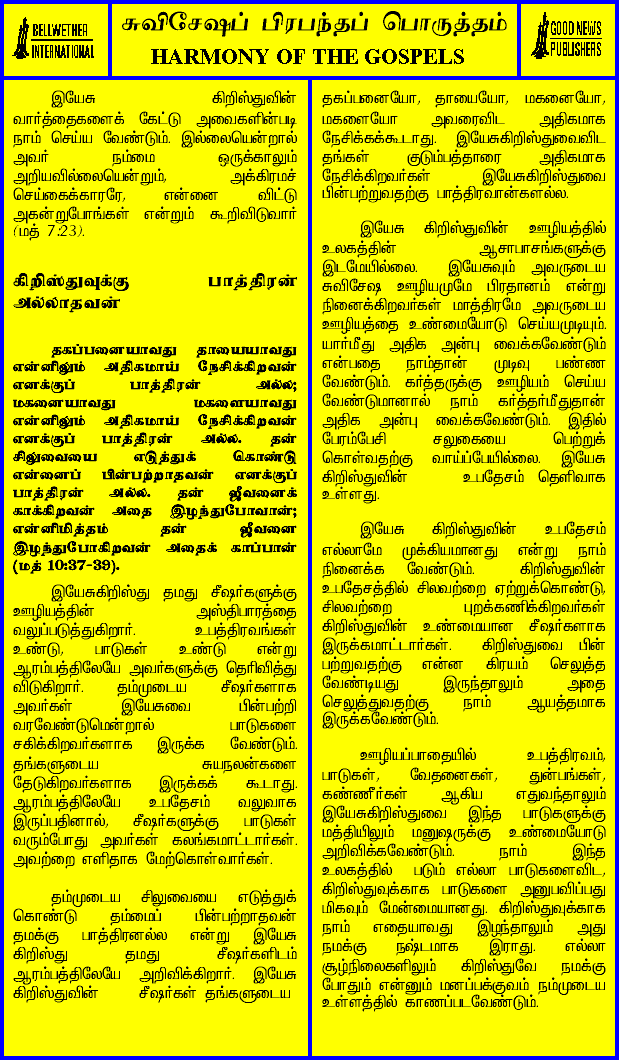 BELLWETHER
INTERNATIONAL
சுவிசேஷப் பிரபந்தப் பொருத்தம்
HARMONY OF THE GOSPELS
GOOD NEWS
PUBLISHERS
இயேசு கிறிஸ்துவின்
வார்த்தைகளைக் கேட்டு அவைகளின்படி
நாம் செய்ய வேண்டும். இல்லையென்றால்
அவர் நம்மை ஒருக்காலும்
அறியவில்லையென்றும், அக்கிரமச்
செய்கைக்காரரே, என்னை விட்டு
அகன்றுபோங்கள் என்றும் கூறிவிடுவார்
(மத் 7:23).
கிறிஸ்துவுக்கு பாத்திரன்
அல்லாதவன்
தகப்பனையாவது தாயையாவது
என்னிலும் அதிகமாய் நேசிக்கிறவன்
எனக்குப் பாத்திரன் அல்ல;
மகனையாவது மகளையாவது
என்னிலும் அதிகமாய் நேசிக்கிறவன்
எனக்குப் பாத்திரன் அல்ல. தன்
சிலுவையை எடுத்துக் கொண்டு
என்னைப் பின்பற்றாதவன் எனக்குப்
பாத்திரன் அல்ல. தன் ஜீவனைக்
காக்கிறவன் அதை இழந்துபோவான்;
என்னிமித்தம் தன் ஜீவனை
இழந்துபோகிறவன் அதைக் காப்பான்
(மத் 10:37-39).
இயேசுகிறிஸ்து தமது சீஷர்களுக்கு
ஊழியத்தின் அஸ்திபாரத்தை
வலுப்படுத்துகிறார். உபத்திரவங்கள்
உண்டு, பாடுகள் உண்டு என்று
ஆரம்பத்திலேயே அவர்களுக்கு தெரிவித்து
விடுகிறார். தம்முடைய சீஷர்களாக
அவர்கள் இயேசுவை பின்பற்றி
வரவேண்டுமென்றால் பாடுகளை
சகிக்கிறவர்களாக இருக்க வேண்டும்.
தங்களுடைய சுயநலன்களை
தேடுகிறவர்களாக இருக்கக் கூடாது.
ஆரம்பத்திலேயே உபதேசம் வலுவாக
இருப்பதினால், சீஷர்களுக்கு பாடுகள்
வரும்போது அவர்கள் கலங்கமாட்டார்கள்.
அவற்றை எளிதாக மேற்கொள்வார்கள்.
தம்முடைய சிலுவையை எடுத்துக்
கொண்டு தம்மைப் பின்பற்றாதவன்
தமக்கு பாத்திரனல்ல என்று இயேசு
கிறிஸ்து தமது சீஷர்களிடம்
ஆரம்பத்திலேயே அறிவிக்கிறார். இயேசு
கிறிஸ்துவின் சீஷர்கள் தங்களுடைய
தகப்பனையோ, தாயையோ, மகனையோ,
மகளையோ அவரைவிட அதிகமாக
நேசிக்கக்கூடாது. இயேசுகிறிஸ்துவைவிட
தங்கள் குடும்பத்தாரை அதிகமாக
நேசிக்கிறவர்கள் இயேசுகிறிஸ்துவை
பின்பற்றுவதற்கு பாத்திரவான்களல்ல.
இயேசு கிறிஸ்துவின் ஊழியத்தில்
உலகத்தின் ஆசாபாசங்களுக்கு
இடமேயில்லை. இயேசுவும் அவருடைய
சுவிசேஷ ஊழியமுமே பிரதானம் என்று
நினைக்கிறவர்கள் மாத்திரமே அவருடைய
ஊழியத்தை உண்மையோடு செய்யமுடியும்.
யார்மீது அதிக அன்பு வைக்கவேண்டும்
என்பதை நாம்தான் முடிவு பண்ண
வேண்டும். கர்த்தருக்கு ஊழியம் செய்ய
வேண்டுமானால் நாம் கர்த்தர்மீதுதான்
அதிக அன்பு வைக்கவேண்டும். இதில்
பேரம்பேசி சலுகையை பெற்றுக்
கொள்வதற்கு வாய்ப்பேயில்லை. இயேசு
கிறிஸ்துவின் உபதேசம் தெளிவாக
உள்ளது.
இயேசு கிறிஸ்துவின் உபதேசம்
எல்லாமே முக்கியமானது என்று நாம்
நினைக்க வேண்டும். கிறிஸ்துவின்
உபதேசத்தில் சிலவற்றை ஏற்றுக்கொண்டு,
சிலவற்றை புறக்கணிக்கிறவர்கள்
கிறிஸ்துவின் உண்மையான சீஷர்களாக
இருக்கமாட்டார்கள். கிறிஸ்துவை பின்
பற்றுவதற்கு என்ன கிரயம் செலுத்த
வேண்டியது இருந்தாலும் அதை
செலுத்துவதற்கு நாம் ஆயத்தமாக
இருக்கவேண்டும்.
ஊழியப்பாதையில் உபத்திரவம்,
பாடுகள், வேதனைகள், துன்பங்கள்,
கண்ணீர்கள் ஆகிய எதுவந்தாலும்
இயேசுகிறிஸ்துவை இந்த பாடுகளுக்கு
மத்தியிலும் மனுஷருக்கு உண்மையோடு
அறிவிக்கவேண்டும். நாம் இந்த
உலகத்தில் படும் எல்லா பாடுகளைவிட,
கிறிஸ்துவுக்காக பாடுகளை அனுபவிப்பது
மிகவும் மேன்மையானது. கிறிஸ்துவுக்காக
நாம் எதையாவது இழந்தாலும் அது
நமக்கு நஷ்டமாக இராது. எல்லா
சூழ்நிலைகளிலும் கிறிஸ்துவே நமக்கு
போதும் என்னும் மனப்பக்குவம் நம்முடைய
உள்ளத்தில் காணப்படவேண்டும்.